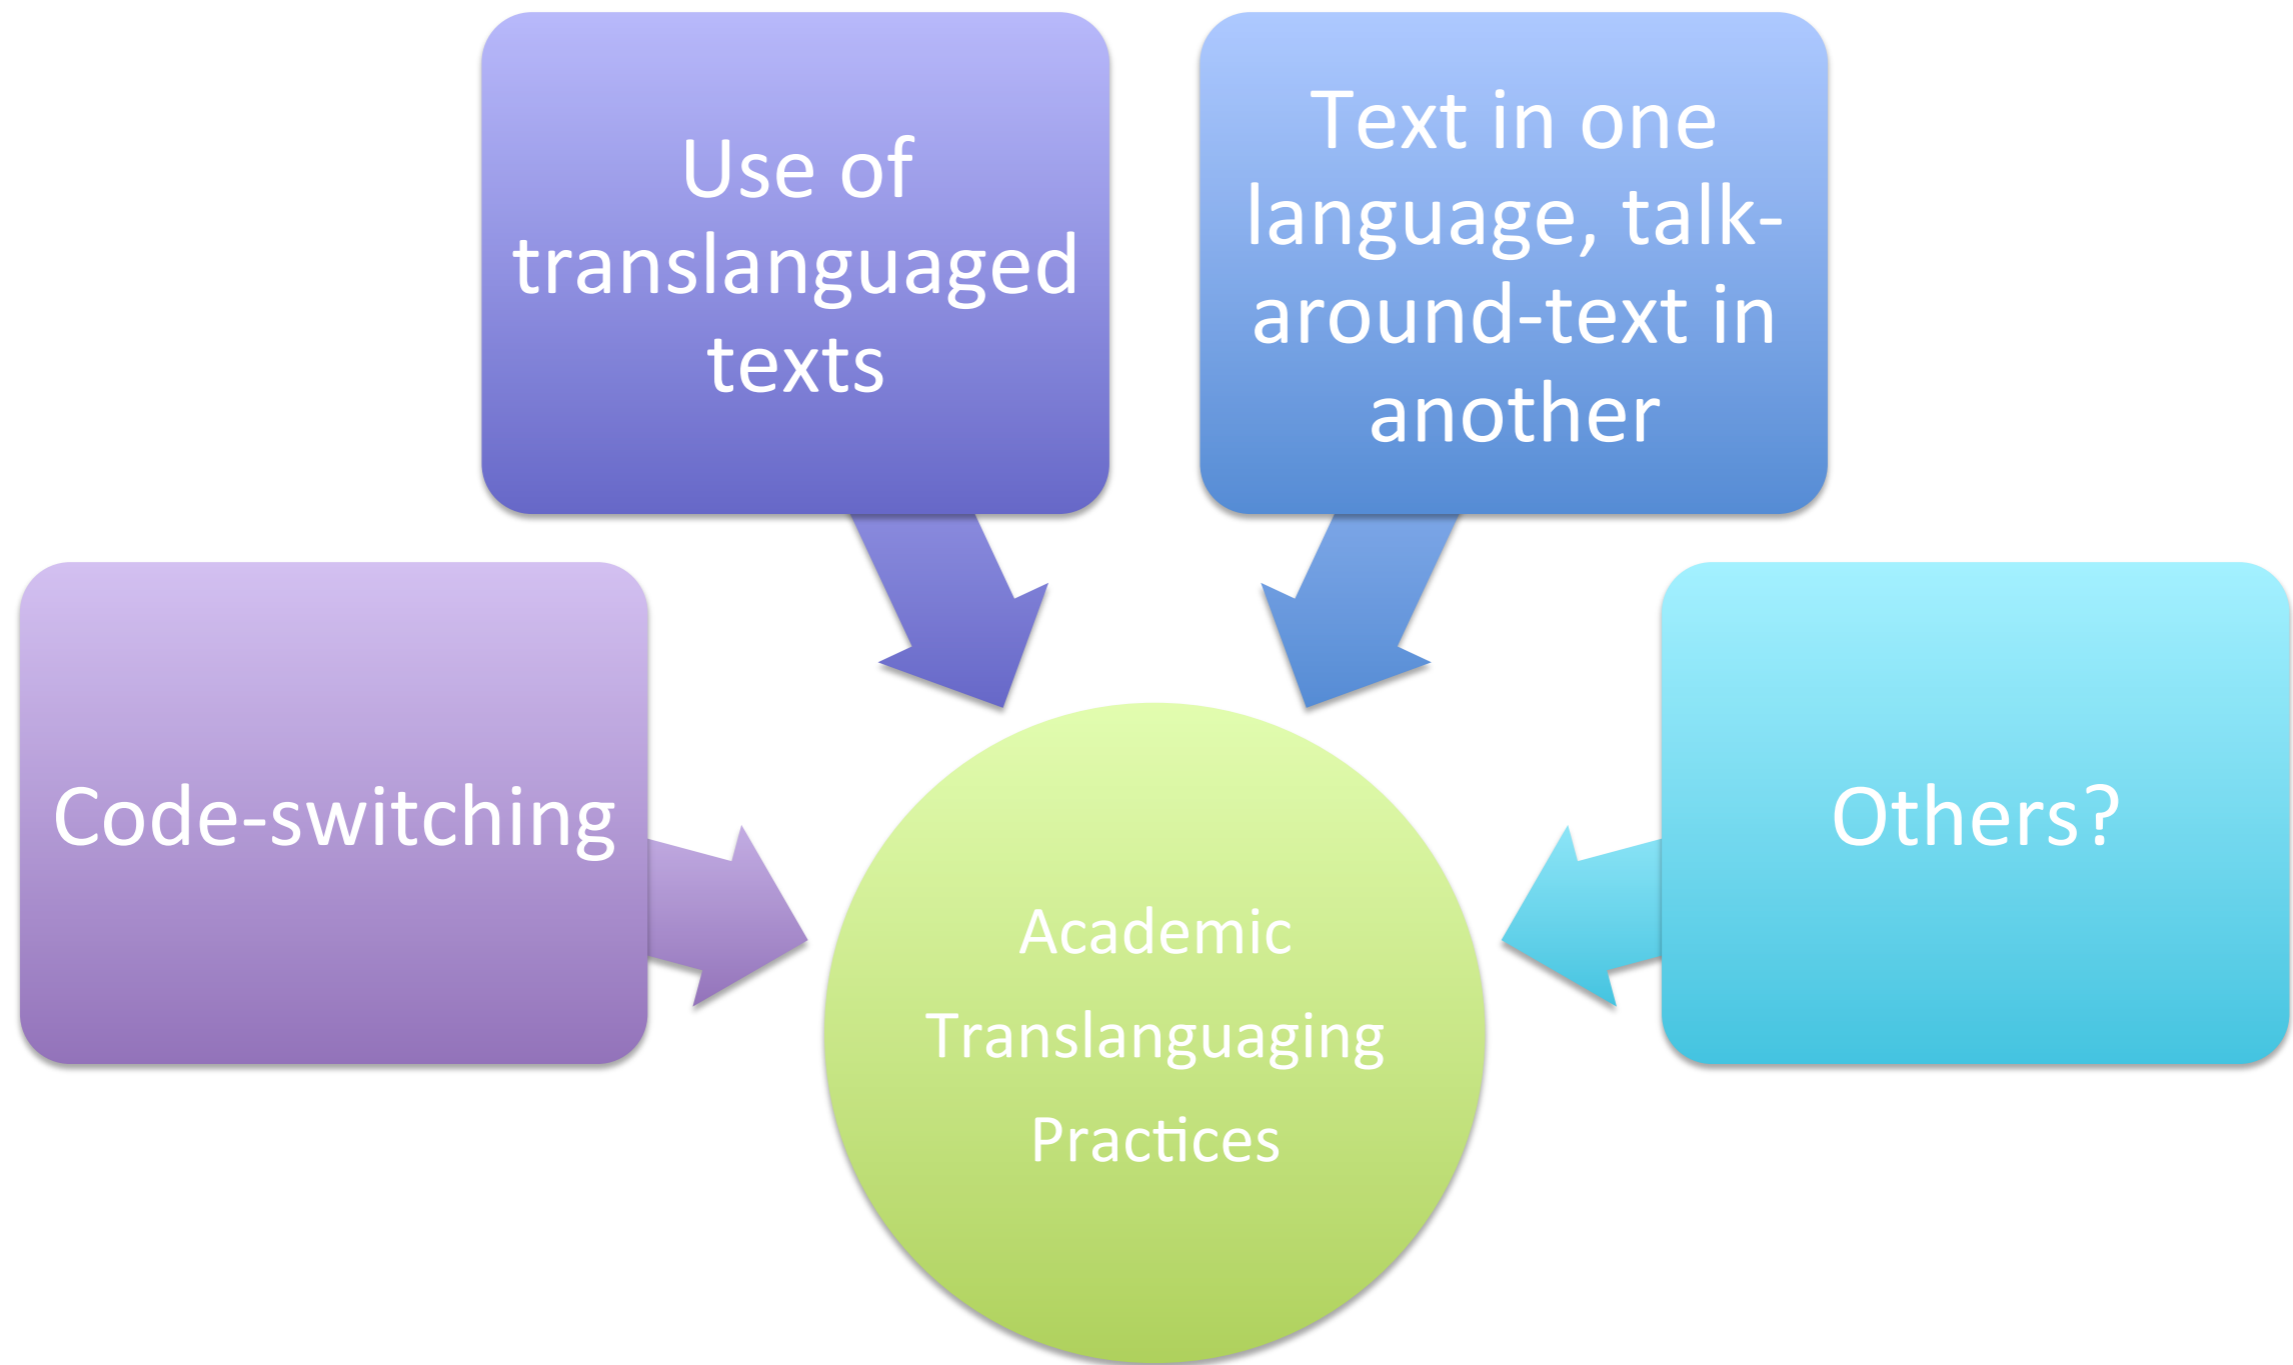 Use of
translanguaged
texts
Text in one
language, talk-
around-text in
another
Code-switching
Others?
Academic
Translanguaging
Practices